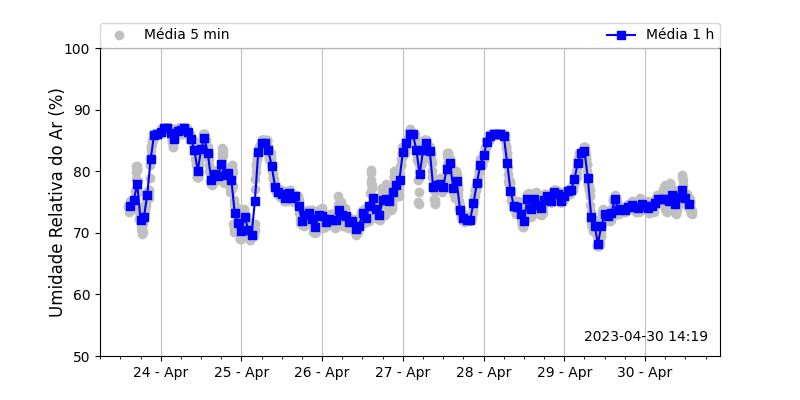 Média 5 min
Média 1 h
Umidade Relativa do Ar (%)
100
90
80
70
60
50
2023-04-30 14:19
24 - Apr
25 - Apr
26 - Apr
27 - Apr
28 - Apr
29 - Apr
30 - Apr